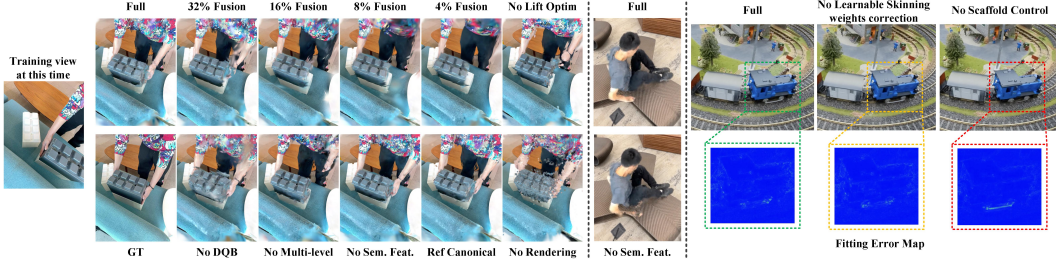 Full 32% Fusion 16% Fusion 8% Fusion 4% Fusion No Lift Optim Full Full No Learnable Skinning weights correction No Scaffold Control
Training view
at this time
GT No DQB No Multi-level No Sem. Feat. Ref Canonical No Rendering No Sem. Feat. Fitting Error Map